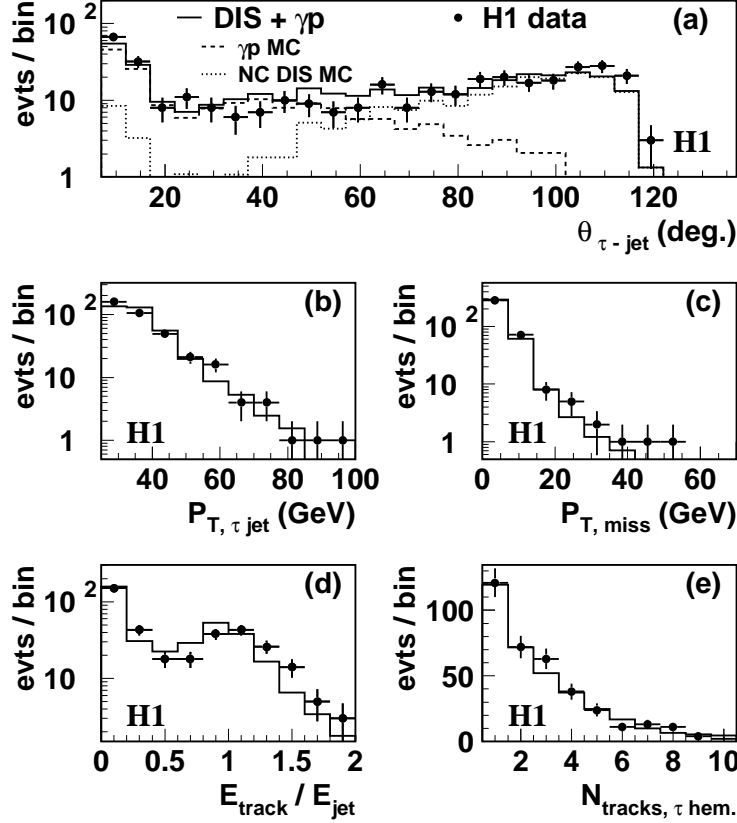 DIS + γp
H1 data
(a)
γp MC
NC DIS MC
evts / bin
10²
10
1
H1
20 40 60 80 100 120
θ τ - jet (deg.)
(b)
evts / bin
10²
10
1
H1
40 60 80 100
P T, τ jet (GeV)
(c)
evts / bin
10²
10
1
H1
0 20 40 60
P T, miss (GeV)
(d)
evts / bin
10²
10
H1
0 0.5 1 1.5 2
E track / E jet
(e)
evts / bin
100
50
0
H1
2 4 6 8 10
N tracks, τ hem.